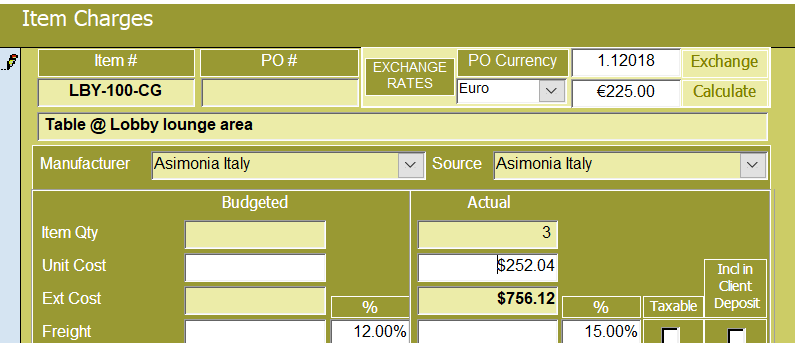 Item Charges
Item # PO # EXCHANGE RATES PO Currency 1.12018 Exchange
LBY-100-CG Euro €225.00 Calculate
Table @ Lobby lounge area
Manufacturer Asimonia Italy Source Asimonia Italy
Budgeted Actual
Item Qty 3
Unit Cost $252.04
Ext Cost $756.12 % % Taxable Incl in Client Deposit
Freight 12.00% 15.00%